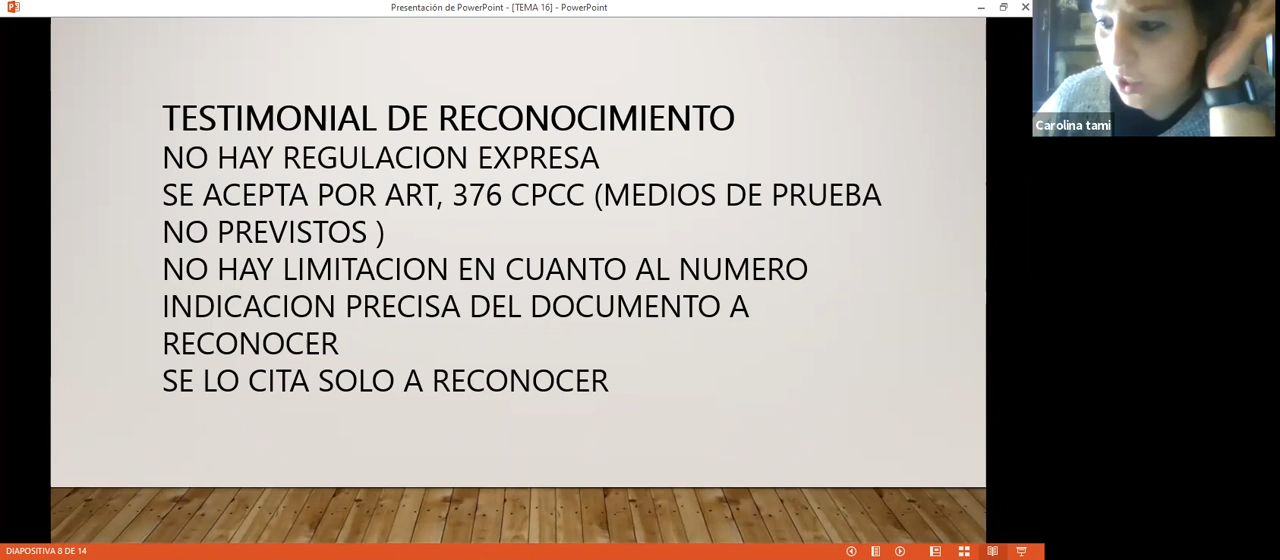 Presentación de PowerPoint - [TEMA 16] - PowerPoint
TESTIMONIAL DE RECONOCIMIENTO
NO HAY REGULACION EXPRESA
SE ACEPTA POR ART, 376 CPCC (MEDIOS DE PRUEBA
NO PREVISTOS )
NO HAY LIMITACION EN CUANTO AL NUMERO
INDICACION PRECISA DEL DOCUMENTO A
RECONOCER
SE LO CITA SOLO A RECONOCER
Carolina tami
DIAPOSITIVA 8 DE 14